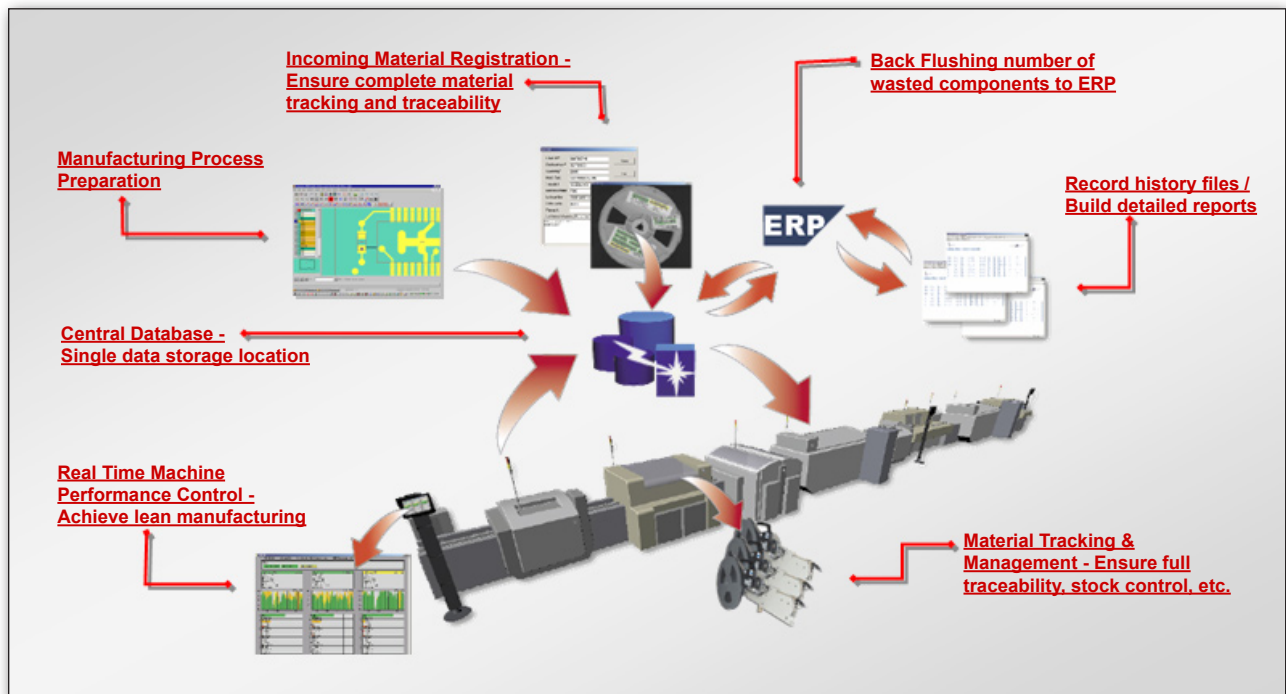 Incoming Material Registration -
Ensure complete material
tracking and traceability
Back Flushing number of
wasted components to ERP
Manufacturing Process
Preparation
Record history files /
Build detailed reports
ERP
Central Database -
Single data storage location
Real Time Machine
Performance Control -
Achieve lean manufacturing
Material Tracking &
Management - Ensure full
traceability, stock control, etc.